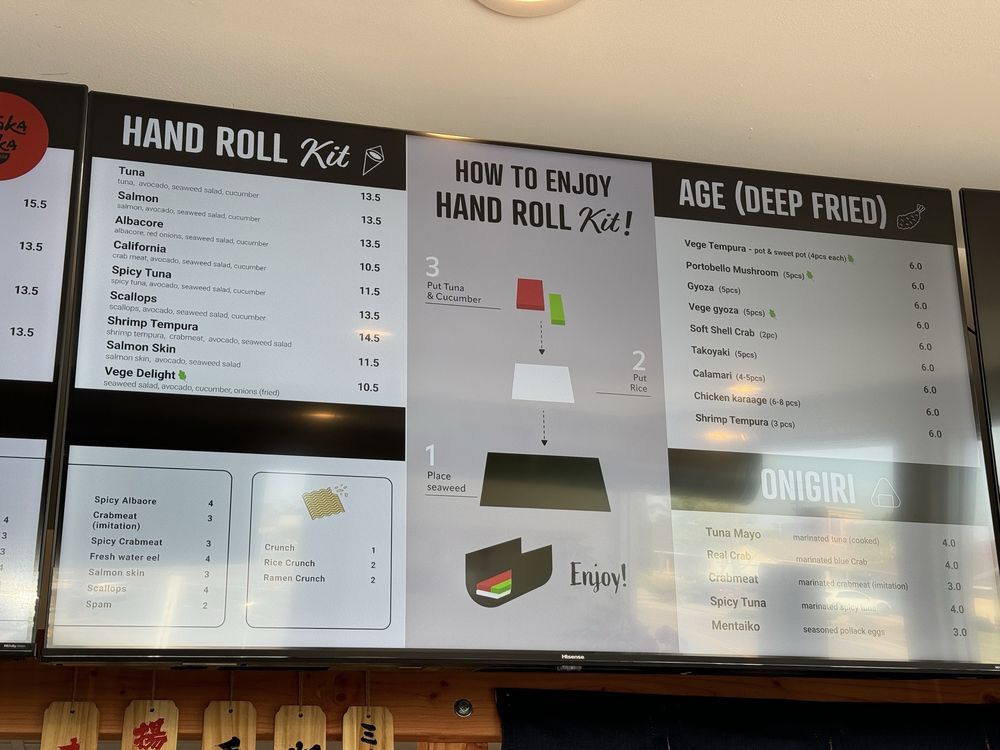 15.5
13.5
13.5
13.5
4
3
3
4
HAND ROLL Kit
Tuna 13.5
tuna, avocado, seaweed salad, cucumber
Salmon 13.5
salmon, avocado, seaweed salad, cucumber
Albacore 13.5
albacore, red onions, seaweed salad, cucumber
California 10.5
crab meat, avocado, seaweed salad, cucumber
Spicy Tuna 11.5
spicy tuna, avocado, seaweed salad, cucumber
Scallops 13.5
scallops, avocado, seaweed salad, cucumber
Shrimp Tempura 14.5
shrimp tempura, crabmeat, avocado, seaweed salad
Salmon Skin 11.5
salmon skin, avocado, seaweed salad
Vege Delight 10.5
seaweed salad, avocado, cucumber, onions (fried)
Spicy Albaore 4
Crabmeat 3
(imitation)
Spicy Crabmeat 3
Fresh water eel 4
Salmon skin 3
Scallops 4
Spam 2
Crunch 1
Rice Crunch 2
Ramen Crunch 2
HOW TO ENJOY
HAND ROLL Kit!
3
Put Tuna
& Cucumber
2
Put
Rice
1
Place
seaweed
Enjoy!
AGE (DEEP FRIED)
Vege Tempura - pot & sweet pot (4pcs each) 6.0
Portobello Mushroom (5pcs) 6.0
Gyoza (5pcs) 6.0
Vege gyoza (5pcs) 6.0
Soft Shell Crab (2pc) 6.0
Takoyaki (5pcs) 6.0
Calamari (4-5pcs) 6.0
Chicken karaage (6-8 pcs) 6.0
Shrimp Tempura (3 pcs) 6.0
ONIGIRI
Tuna Mayo marinated tuna (cooked) 4.0
Real Crab marinated blue Crab 4.0
Crabmeat marinated crabmeat (imitation) 3.0
Spicy Tuna marinated spicy tuna 4.0
Mentaiko seasoned pollack eggs 3.0
Hisense
揚
三